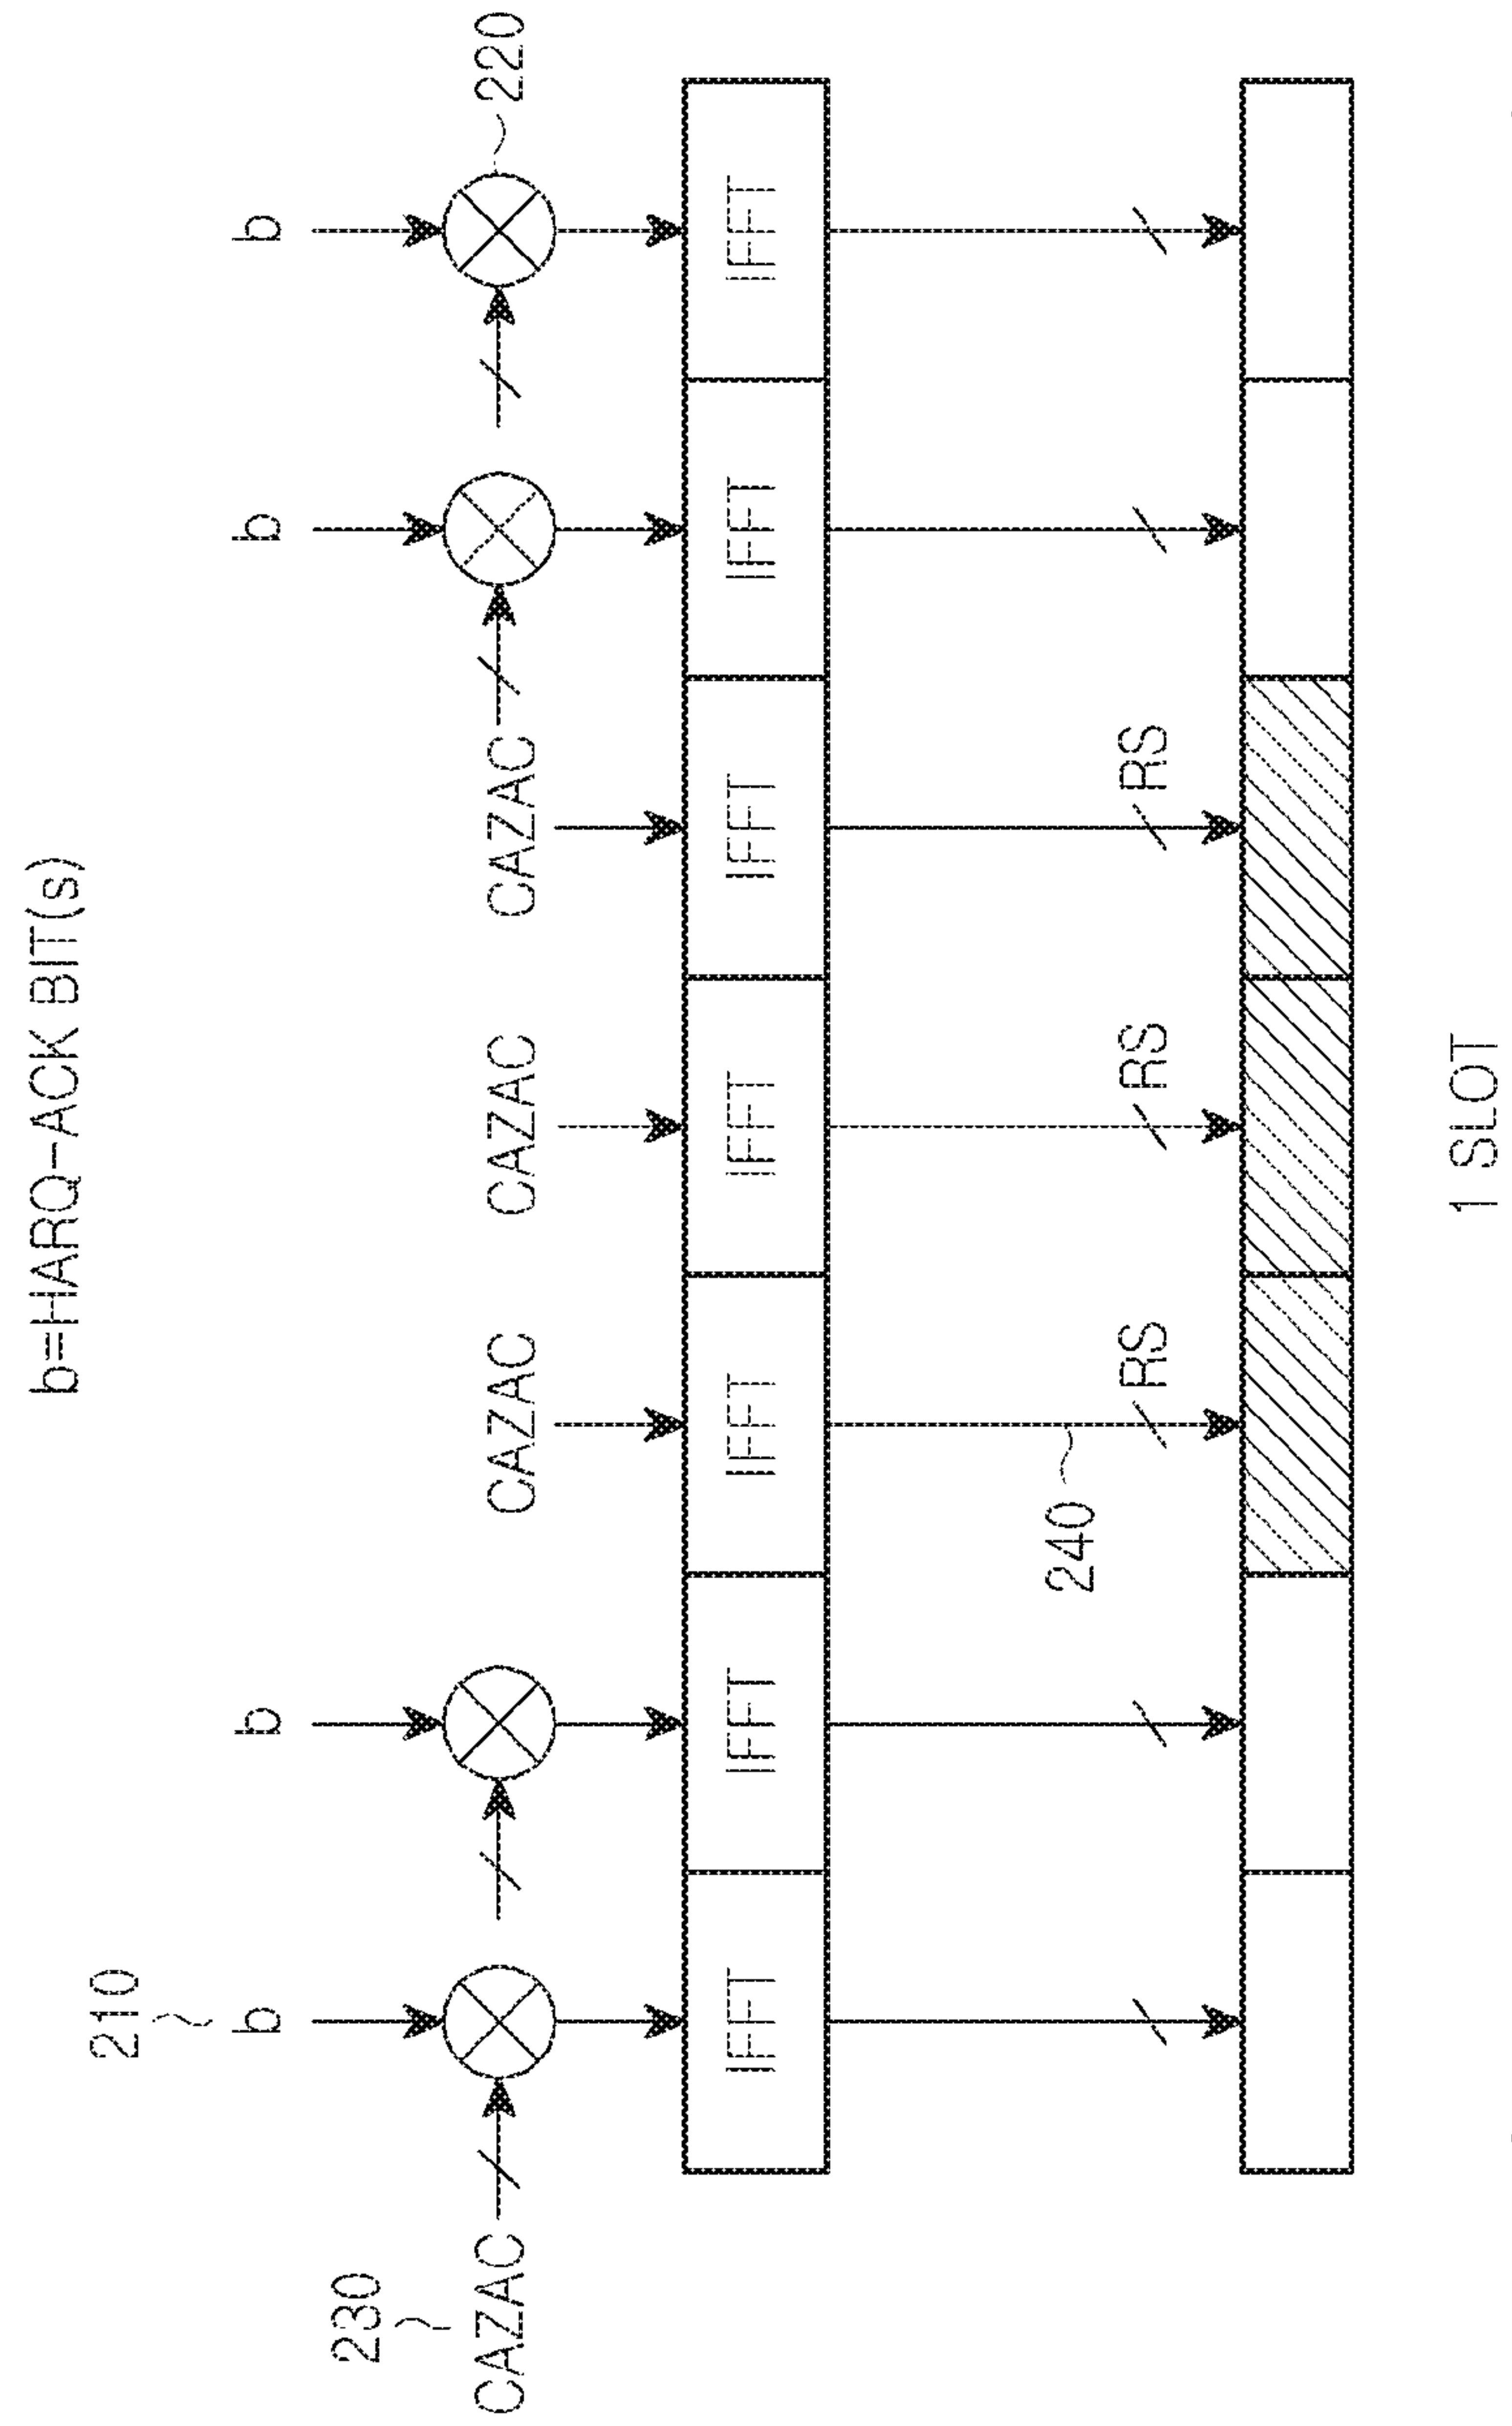 b=HARQ-ACK BIT(s)
210
b b b b
230
CAZAC CAZAC CAZAC CAZAC 220
IFFT IFFT IFFT IFFT IFFT IFFT IFFT
240
RS RS RS
1 SLOT